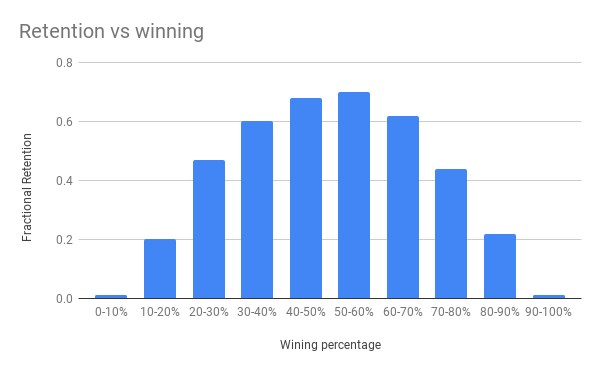 Retention vs winning
Fractional Retention
0.8
0.6
0.4
0.2
0.0
0-10% 10-20% 20-30% 30-40% 40-50% 50-60% 60-70% 70-80% 80-90% 90-100%
Wining percentage